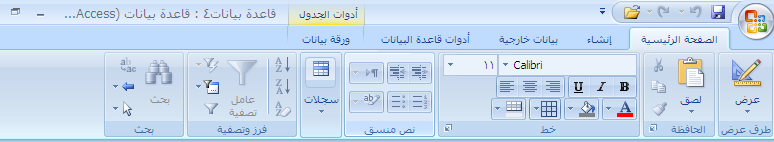 أدوات الجدول
قاعدة بيانات٤ : قاعدة بيانات (Access...
الصفحة الرئيسية
إنشاء
بيانات خارجية
أدوات قاعدة البيانات
ورقة بيانات
عرض
طرق عرض
لصق
الحافظة
Calibri
١١
B I U
A
خط
نص منسق
سجلات
عامل
تصفية
فرز وتصفية
بحث
بحث